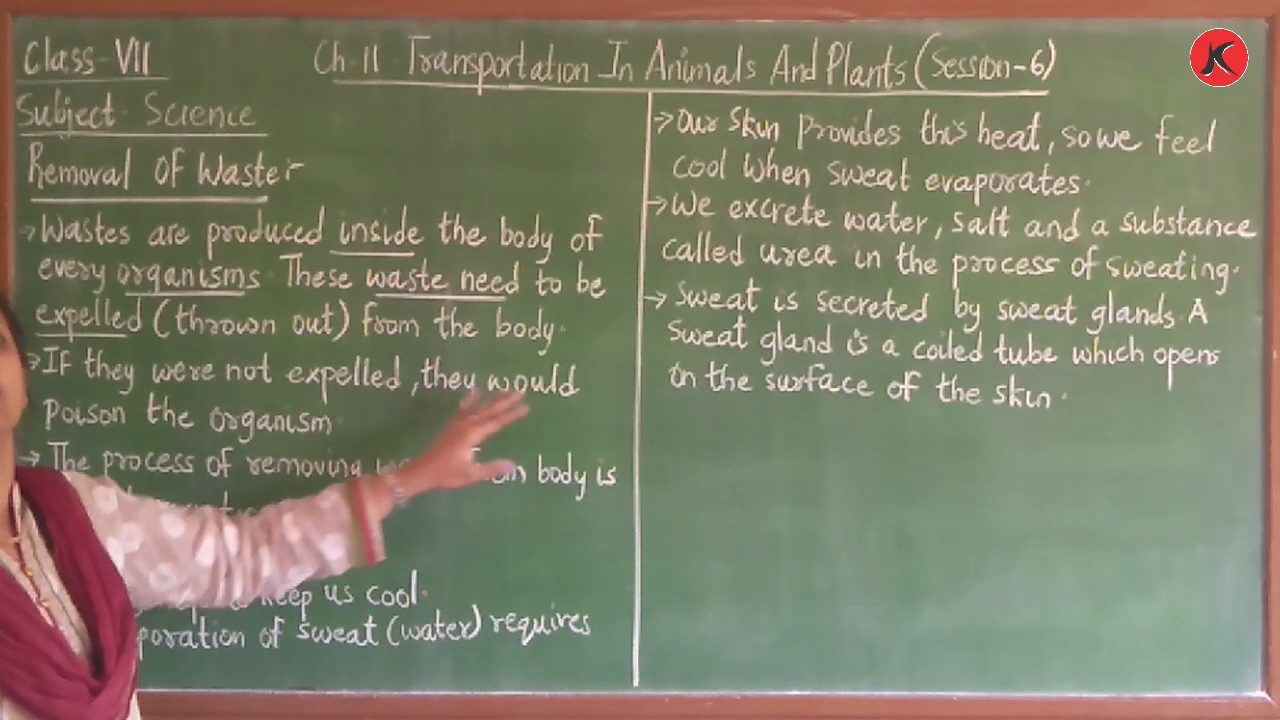 Class-VII
Ch-11 Transportation In Animals And Plants (Session-6)
Subject- Science
Removal Of Waste:-
→ Wastes are produced inside the body of
every organisms. These waste need to be
expelled (thrown out) from the body.
→ If they were not expelled, they would
poison the organism.
→ The process of removing from body is
keep us cool.
poration of sweat (water) requires
→ Our skin provides this heat, so we feel
cool when sweat evaporates.
→ We excrete water, salt and a substance
called urea in the process of sweating.
→ Sweat is secreted by sweat glands. A
sweat gland is a coiled tube which opens
on the surface of the skin.
K